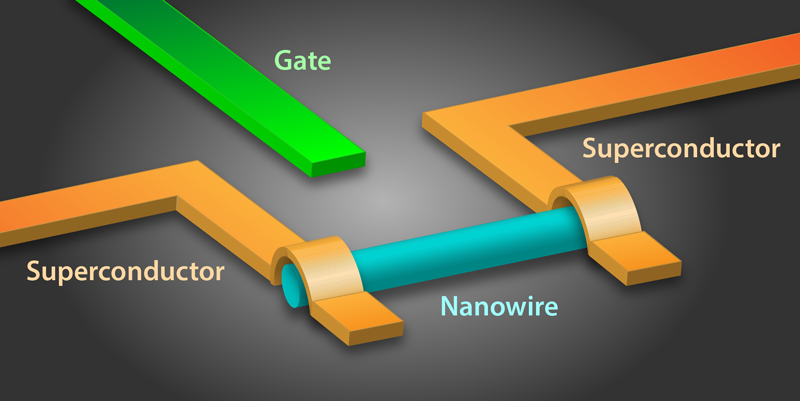 Gate
Superconductor
Superconductor
Nanowire